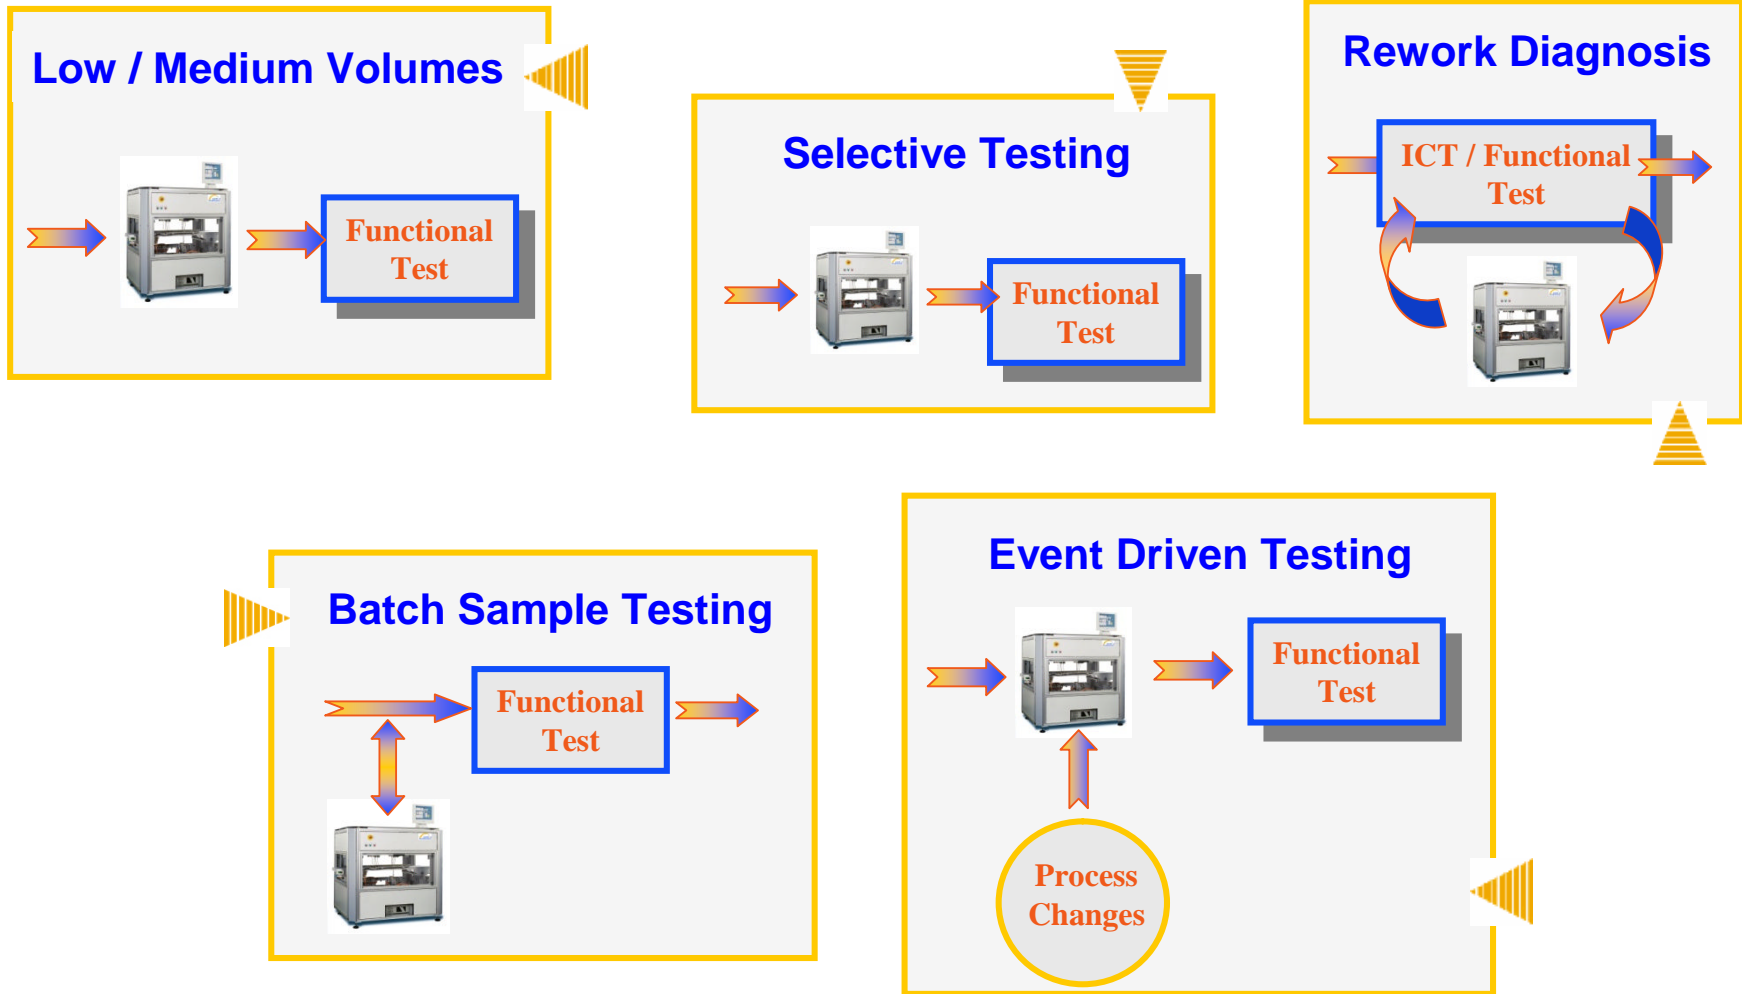 Low / Medium Volumes
Functional
Test
Selective Testing
Functional
Test
Rework Diagnosis
ICT / Functional
Test
Batch Sample Testing
Functional
Test
Event Driven Testing
Functional
Test
Process
Changes